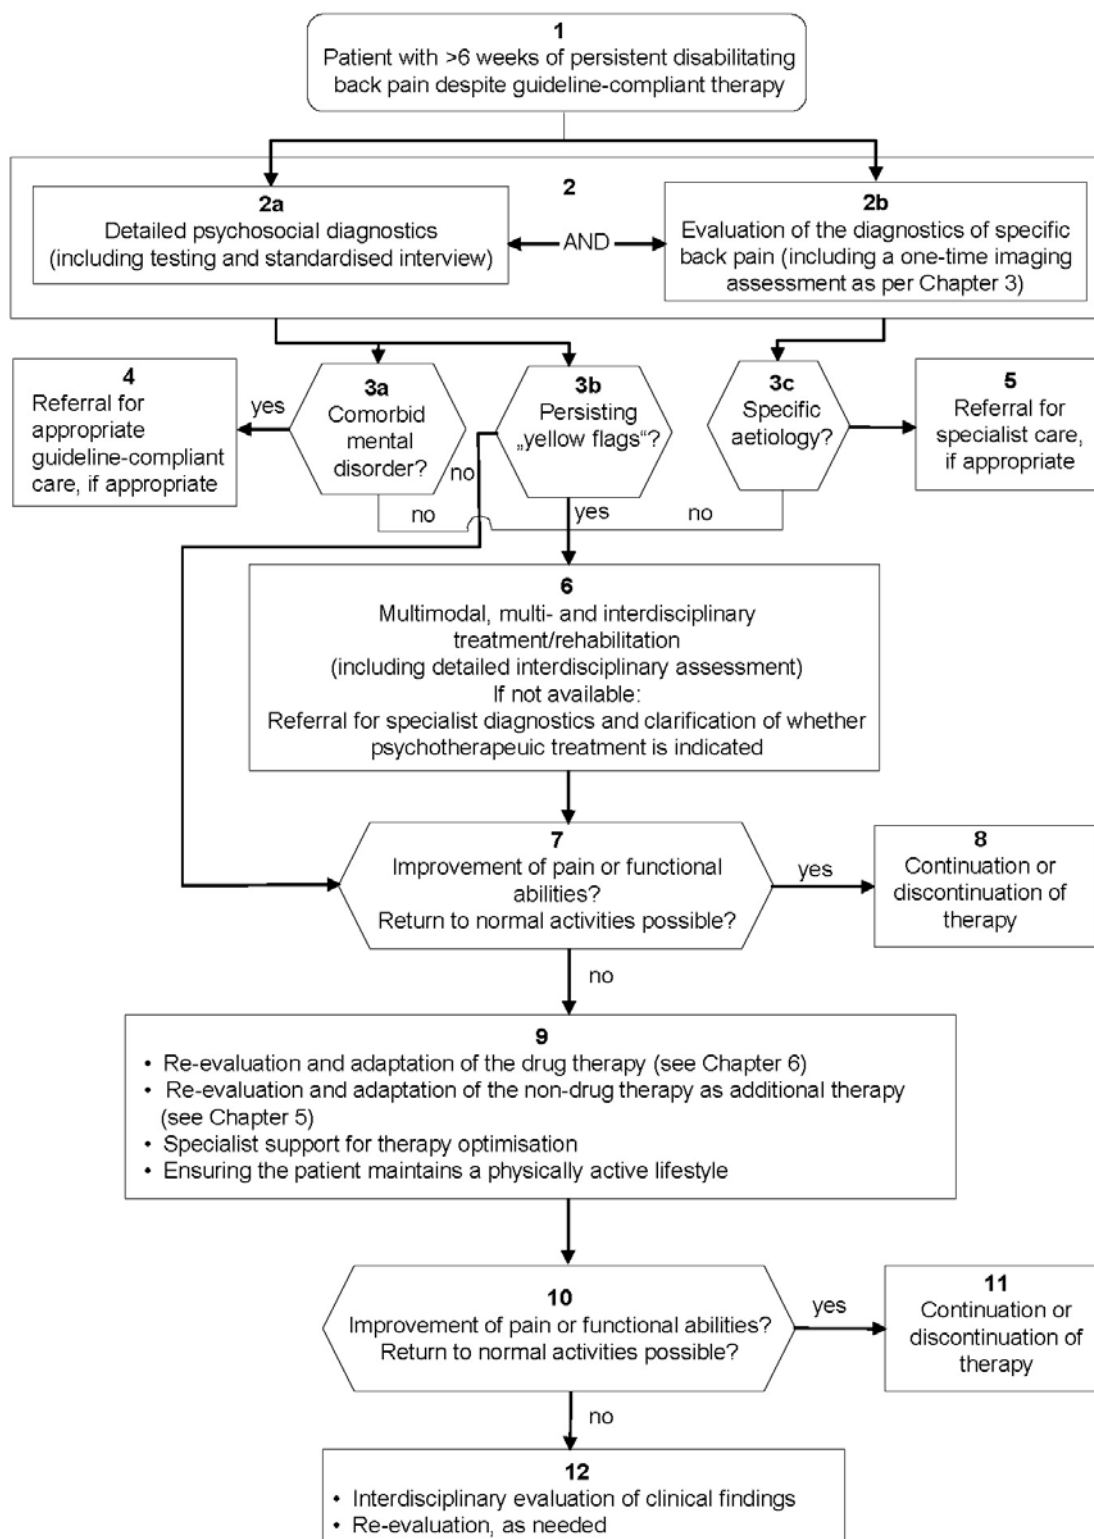 1
Patient with >6 weeks of persistent disabilitating
back pain despite guideline-compliant therapy
2
2a
Detailed psychosocial diagnostics
(including testing and standardised interview)
AND
2b
Evaluation of the diagnostics of specific
back pain (including a one-time imaging
assessment as per Chapter 3)
4
Referral for
appropriate
guideline-compliant
care, if appropriate
yes
3a
Comorbid
mental
disorder?
no
no
3b
Persisting
„yellow flags“?
yes
no
3c
Specific
aetiology?
5
Referral for
specialist care,
if appropriate
6
Multimodal, multi- and interdisciplinary
treatment/rehabilitation
(including detailed interdisciplinary assessment)
If not available:
Referral for specialist diagnostics and clarification of whether
psychotherapeuic treatment is indicated
7
Improvement of pain or functional
abilities?
Return to normal activities possible?
yes
8
Continuation or
discontinuation of
therapy
no
9
• Re-evaluation and adaptation of the drug therapy (see Chapter 6)
• Re-evaluation and adaptation of the non-drug therapy as additional therapy
(see Chapter 5)
• Specialist support for therapy optimisation
• Ensuring the patient maintains a physically active lifestyle
10
Improvement of pain or functional abilities?
Return to normal activities possible?
yes
11
Continuation or
discontinuation of
therapy
no
12
• Interdisciplinary evaluation of clinical findings
• Re-evaluation, as needed